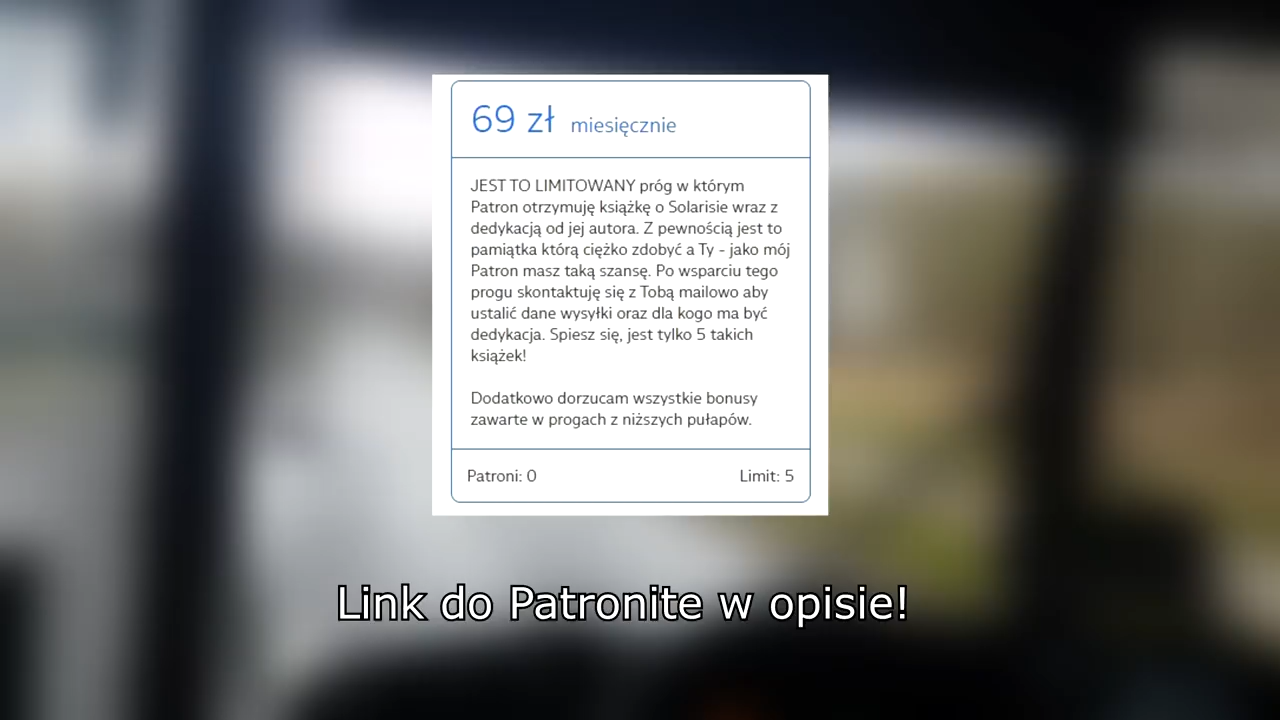 69 zł miesięcznie
JEST TO LIMITOWANY próg w którym
Patron otrzymuję książkę o Solarisie wraz z
dedykacją od jej autora. Z pewnością jest to
pamiątka którą ciężko zdobyć a Ty - jako mój
Patron masz taką szansę. Po wsparciu tego
progu skontaktuję się z Tobą mailowo aby
ustalić dane wysyłki oraz dla kogo ma być
dedykacja. Spiesz się, jest tylko 5 takich
książek!
Dodatkowo dorzucam wszystkie bonusy
zawarte w progach z niższych pułapów.
Patroni: 0 Limit: 5
Link do Patronite w opisie!